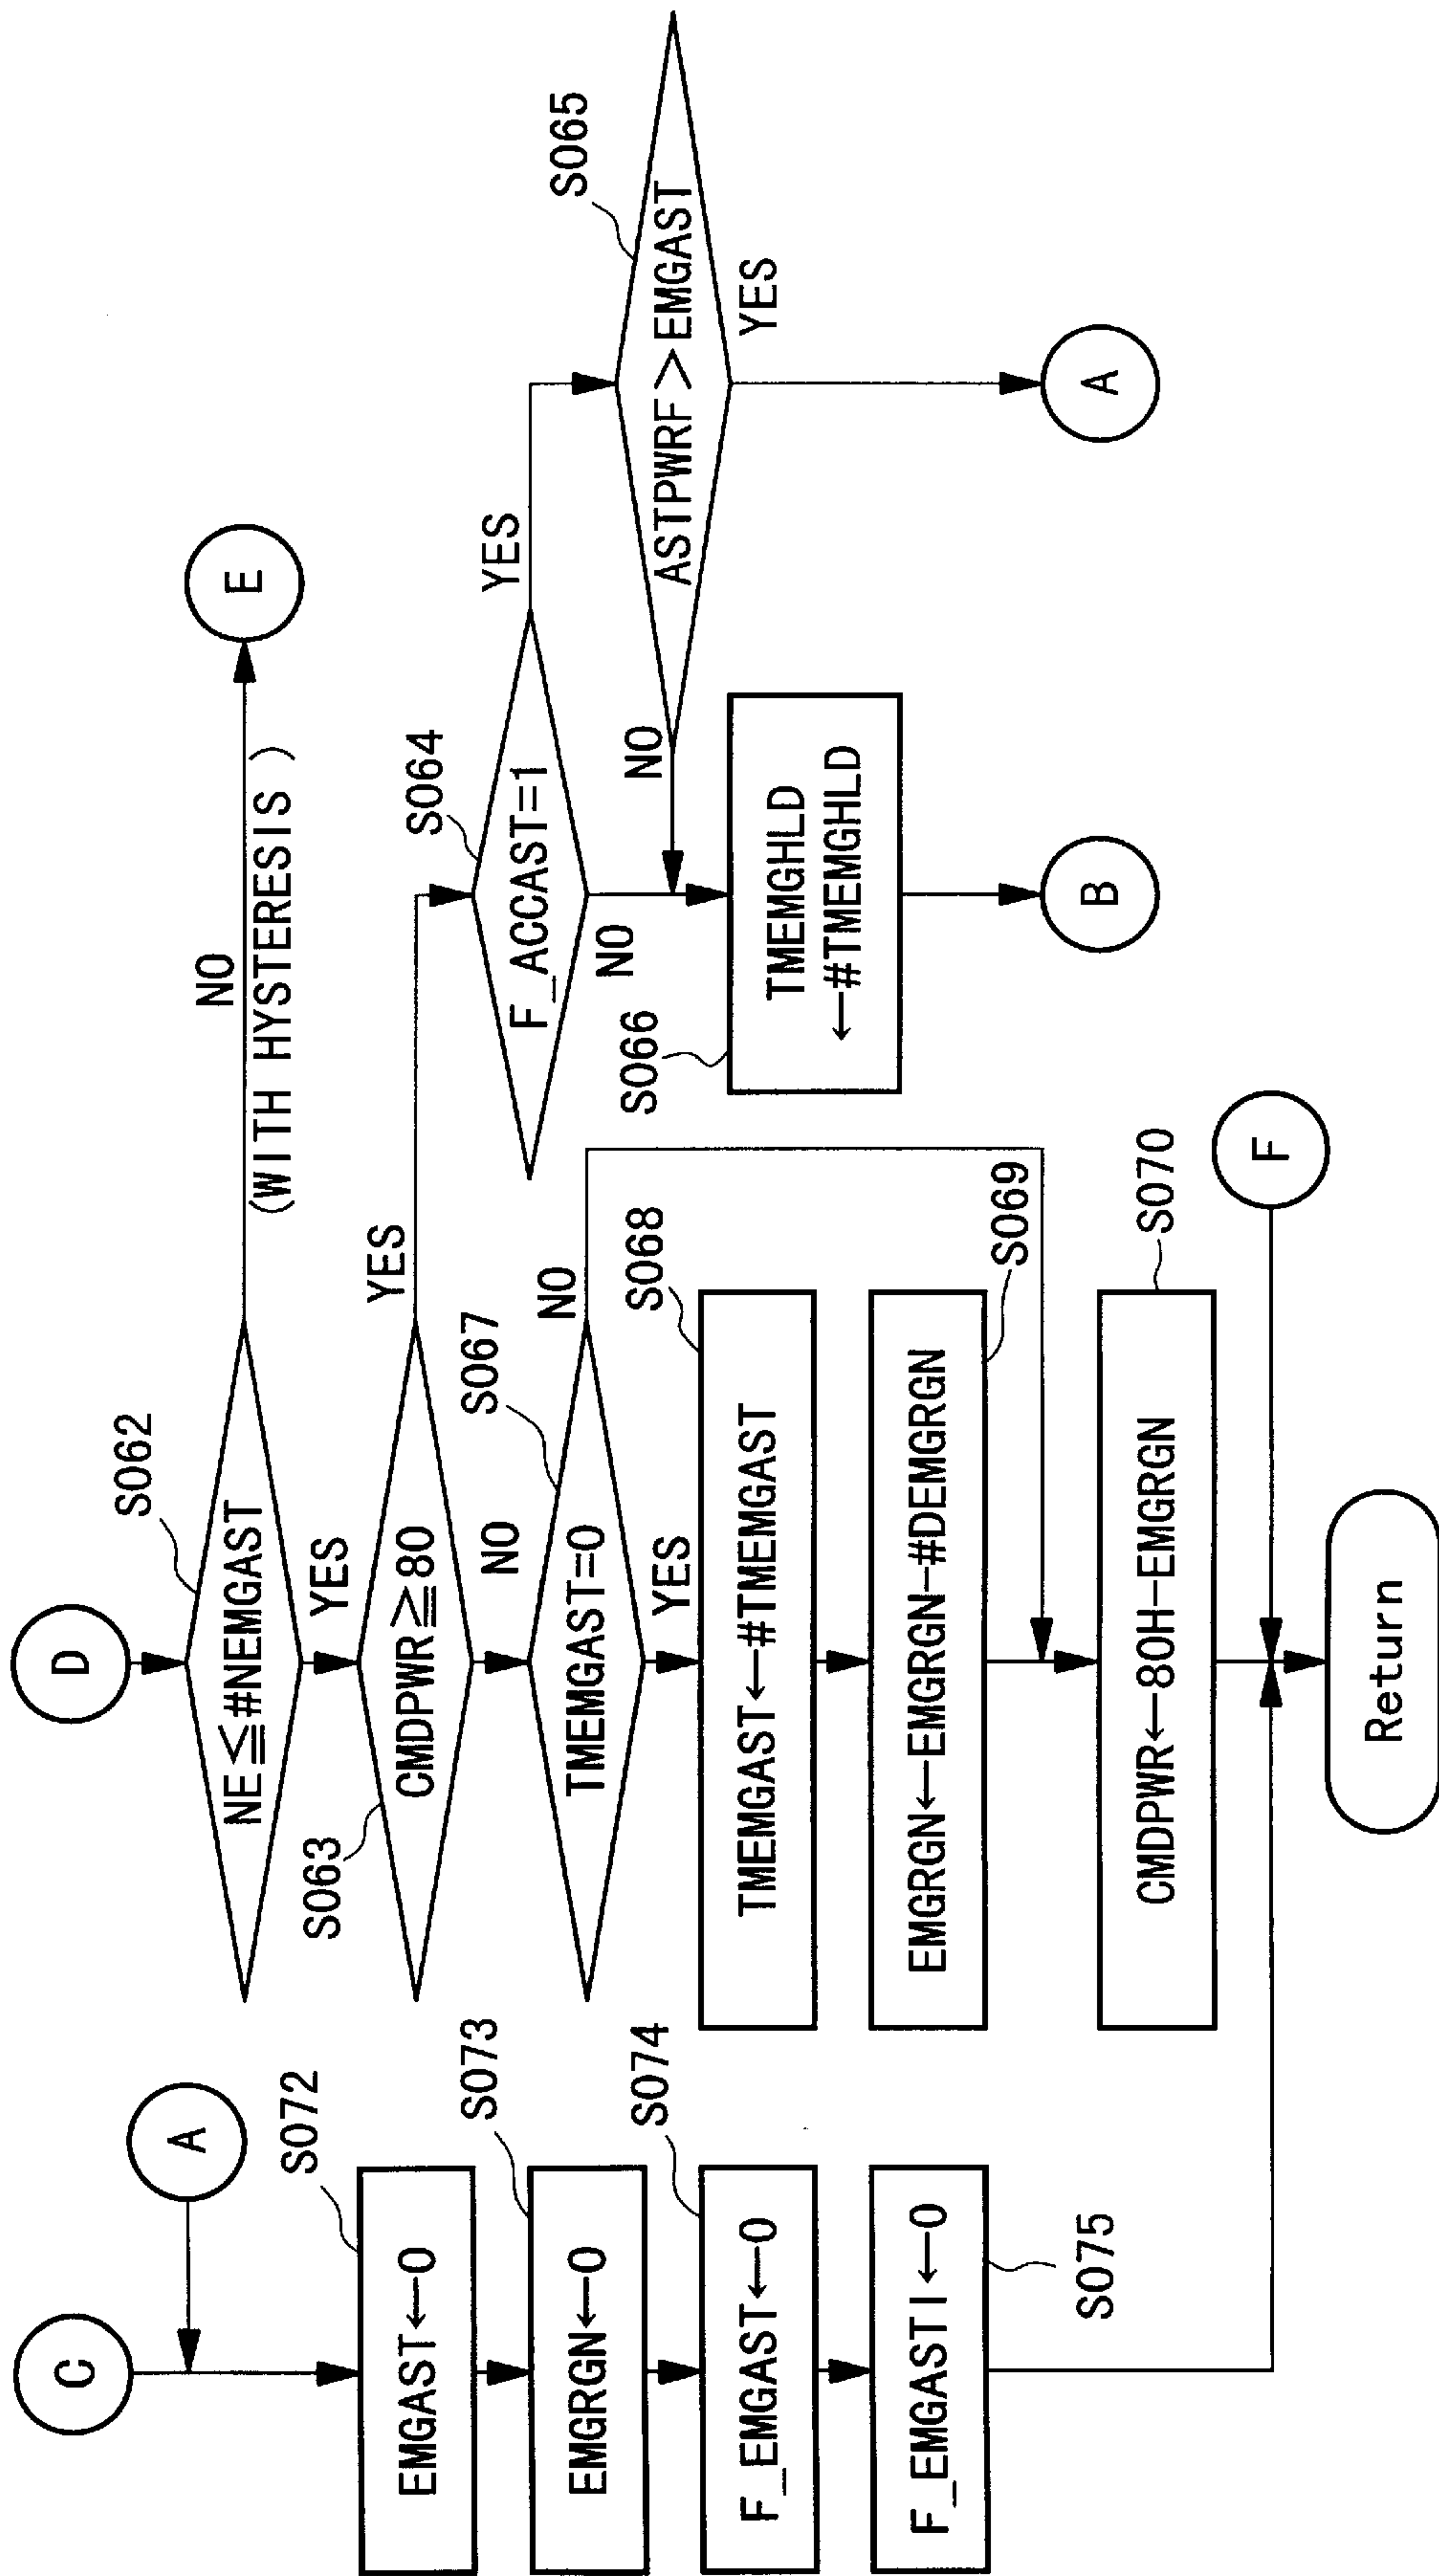 C
A
S072
EMGAST←0
S073
EMGRGN←0
S074
F_EMGAST←0
F_EMGASTI←0
S075
D
S062
NE≦#NEMGAST
NO
(WITH HYSTERESIS)
E
YES
S063
CMDPWR≧80
YES
NO
S067
TMEMGAST=0
NO
YES
S068
TMEMGAST←#TMEMGAST
EMGRGN←EMGRGN-#DEMGRGN
S069
S070
CMDPWR←80H-EMGRGN
F
Return
S064
F_ACCAST=1
YES
NO
S065
ASTPWRF>EMGAST
NO
YES
S066
TMEMGHLD
←#TMEMGHLD
B
A